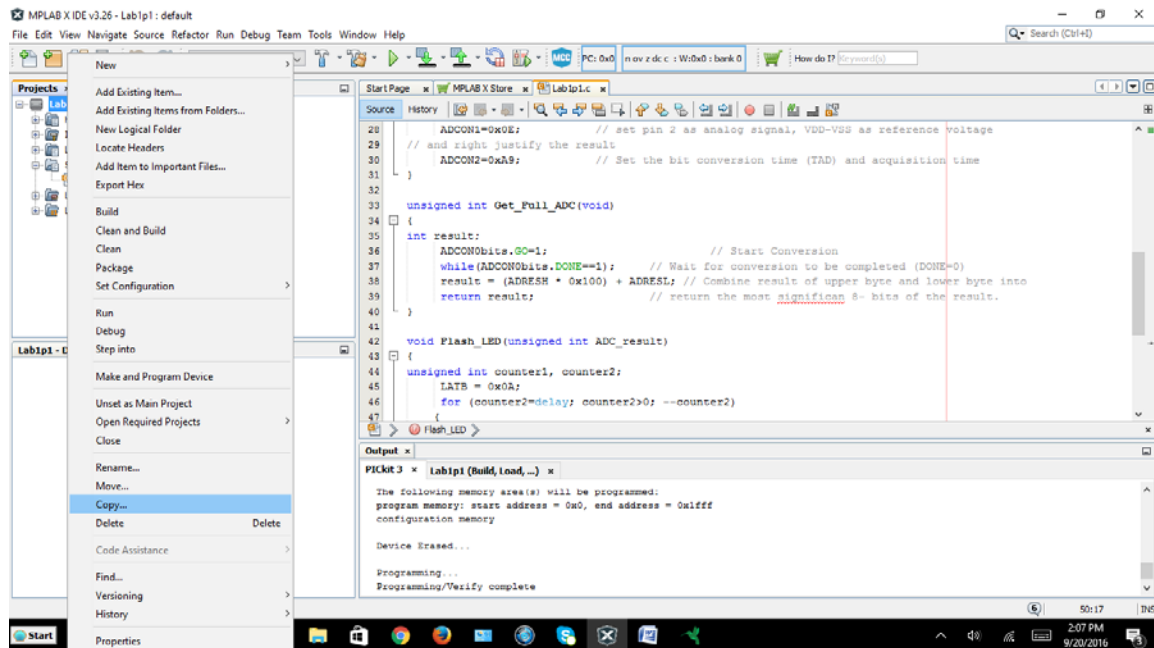 MPLAB X IDE v3.26 - Lab1p1 : default
File Edit View Navigate Source Refactor Run Debug Team Tools Window Help
Search (Ctrl+I)
PC: 0x0
n ov z dc c : W:0x0 : bank 0
How do I?
Keyword(s)
MCC
Projects
Lab
New
Add Existing Item...
Add Existing Items from Folders...
New Logical Folder
Locate Headers
Add Item to Important Files...
Export Hex
Build
Clean and Build
Clean
Package
Set Configuration
Run
Debug
Step into
Make and Program Device
Unset as Main Project
Open Required Projects
Close
Rename...
Move...
Copy...
Delete Delete
Code Assistance
Find...
Versioning
History
Properties
Lab1p1 - D
Start Page MPLAB X Store Lab1p1.c
Source History
28 ADCON1=0x0E; // set pin 2 as analog signal, VDD-VSS as reference voltage
29 // and right justify the result
30 ADCON2=0xA9; // Set the bit conversion time (TAD) and acquisition time
31 }
32
33 unsigned int Get_Full_ADC(void)
34 {
35 int result;
36 ADCON0bits.GO=1; // Start Conversion
37 while(ADCON0bits.DONE==1); // Wait for conversion to be completed (DONE=0)
38 result = (ADRESH * 0x100) + ADRESL; // Combine result of upper byte and lower byte into
39 return result; // return the most significan 8- bits of the result.
40 }
41
42 void Flash_LED(unsigned int ADC_result)
43 {
44 unsigned int counter1, counter2;
45 LATB = 0x0A;
46 for (counter2=delay; counter2>0; --counter2)
47 {
Flash_LED
Output
PICkit 3 Lab1p1 (Build, Load, ...)
The following memory area(s) will be programmed:
program memory: start address = 0x0, end address = 0x1fff
configuration memory
Device Erased...
Programming...
Programming/Verify complete
6
50:17
INS
Start
2:07 PM
9/20/2016
3